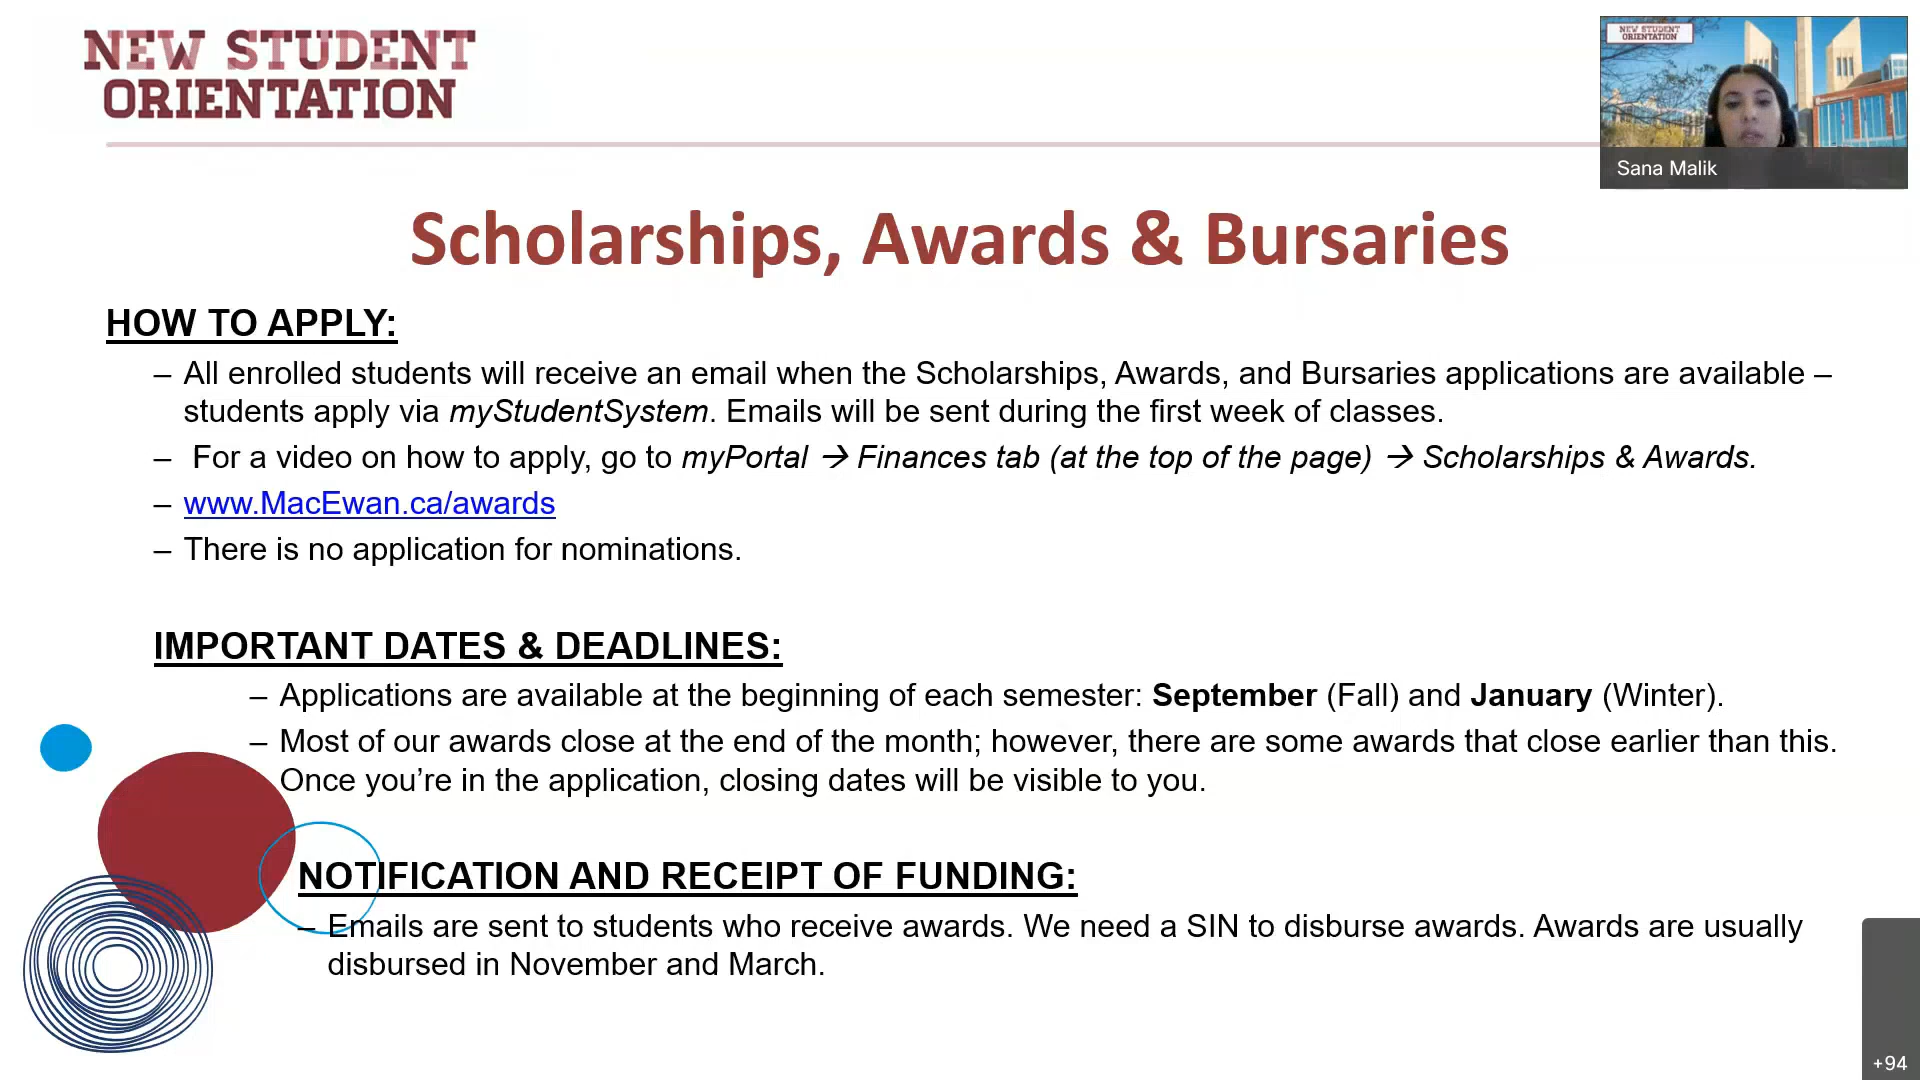 NEW STUDENT
ORIENTATION
NEW STUDENT
ORIENTATION
Sana Malik
Scholarships, Awards & Bursaries
HOW TO APPLY:
– All enrolled students will receive an email when the Scholarships, Awards, and Bursaries applications are available –
students apply via myStudentSystem. Emails will be sent during the first week of classes.
– For a video on how to apply, go to myPortal → Finances tab (at the top of the page) → Scholarships & Awards.
– www.MacEwan.ca/awards
– There is no application for nominations.
IMPORTANT DATES & DEADLINES:
– Applications are available at the beginning of each semester: September (Fall) and January (Winter).
– Most of our awards close at the end of the month; however, there are some awards that close earlier than this.
Once you’re in the application, closing dates will be visible to you.
NOTIFICATION AND RECEIPT OF FUNDING:
– Emails are sent to students who receive awards. We need a SIN to disburse awards. Awards are usually
disbursed in November and March.
+94